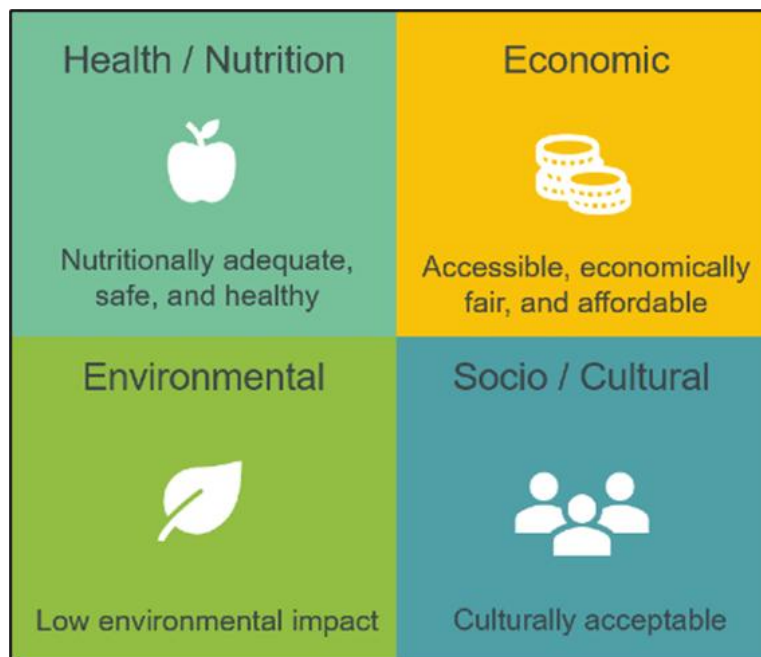 Health / Nutrition
Nutritionally adequate,
safe, and healthy
Economic
Accessible, economically
fair, and affordable
Environmental
Low environmental impact
Socio / Cultural
Culturally acceptable